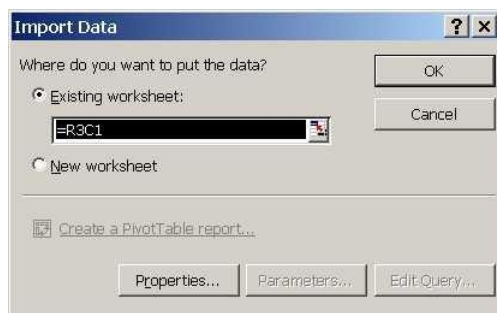 Import Data
Where do you want to put the data?
OK
Existing worksheet:
Cancel
=R3C1
New worksheet
Create a PivotTable report...
Properties... Parameters... Edit Query...